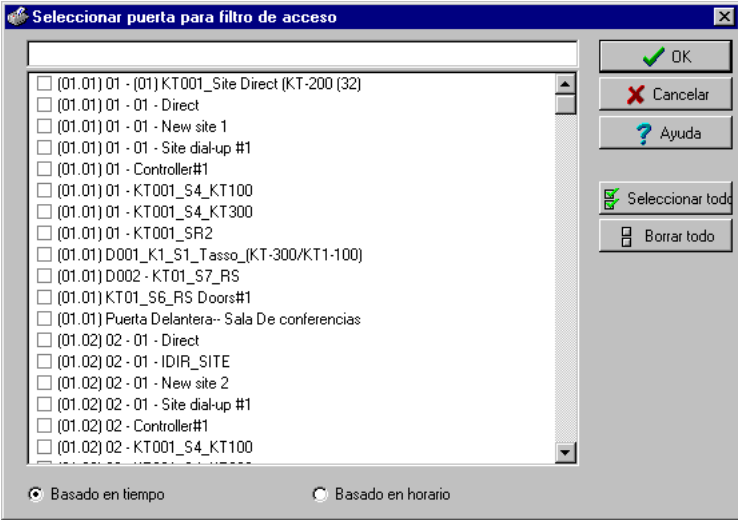 Seleccionar puerta para filtro de acceso
OK
Cancelar
Ayuda
Seleccionar todo
Borrar todo
(01.01) 01 - (01) KT001_Site Direct (KT-200 (32)
(01.01) 01 - 01 - Direct
(01.01) 01 - 01 - New site 1
(01.01) 01 - 01 - Site dial-up #1
(01.01) 01 - Controller#1
(01.01) 01 - KT001_S4_KT100
(01.01) 01 - KT001_S4_KT300
(01.01) 01 - KT001_SR2
(01.01) D001_K1_S1_Tasso_(KT-300/KT1-100)
(01.01) D002 - KT01_S7_RS
(01.01) KT01_S6_RS Doors#1
(01.01) Puerta Delantera-- Sala De conferencias
(01.02) 02 - 01 - Direct
(01.02) 02 - 01 - IDIR_SITE
(01.02) 02 - 01 - New site 2
(01.02) 02 - 01 - Site dial-up #1
(01.02) 02 - Controller#1
(01.02) 02 - KT001_S4_KT100
Basado en tiempo
Basado en horario